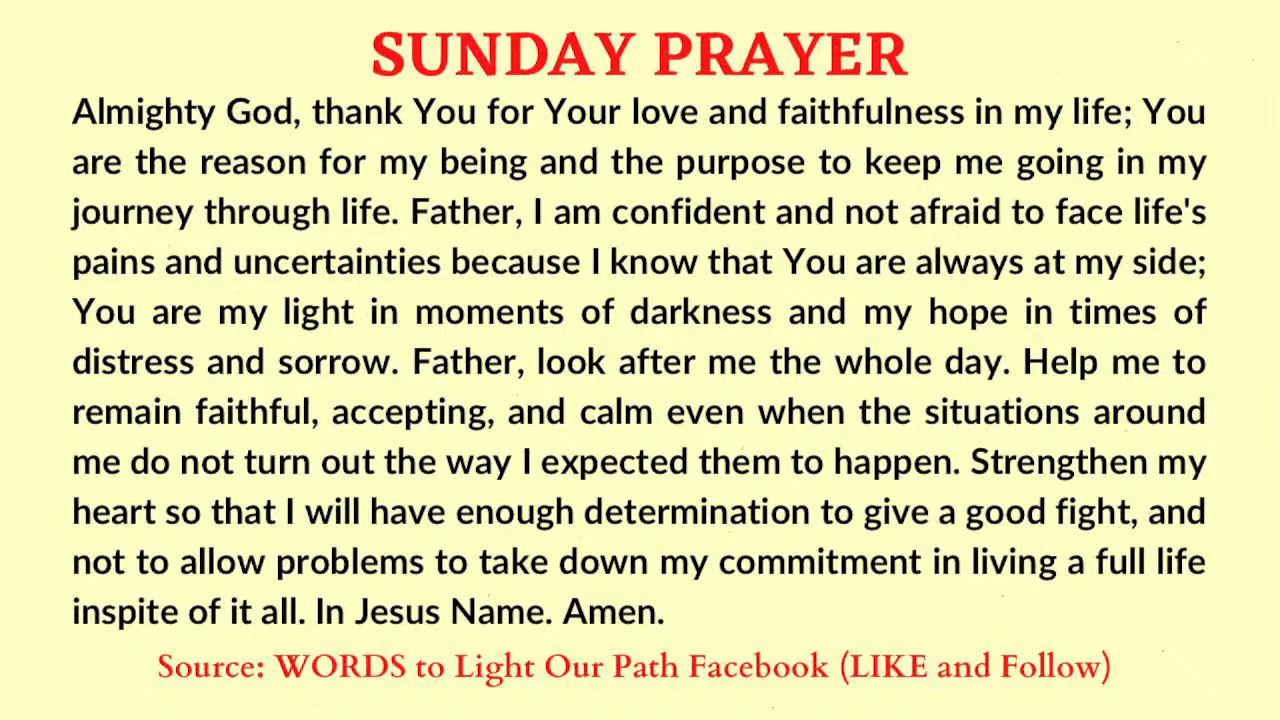 SUNDAY PRAYER
Almighty God, thank You for Your love and faithfulness in my life; You
are the reason for my being and the purpose to keep me going in my
journey through life. Father, I am confident and not afraid to face life's
pains and uncertainties because I know that You are always at my side;
You are my light in moments of darkness and my hope in times of
distress and sorrow. Father, look after me the whole day. Help me to
remain faithful, accepting, and calm even when the situations around
me do not turn out the way I expected them to happen. Strengthen my
heart so that I will have enough determination to give a good fight, and
not to allow problems to take down my commitment in living a full life
inspite of it all. In Jesus Name. Amen.
Source: WORDS to Light Our Path Facebook (LIKE and Follow)